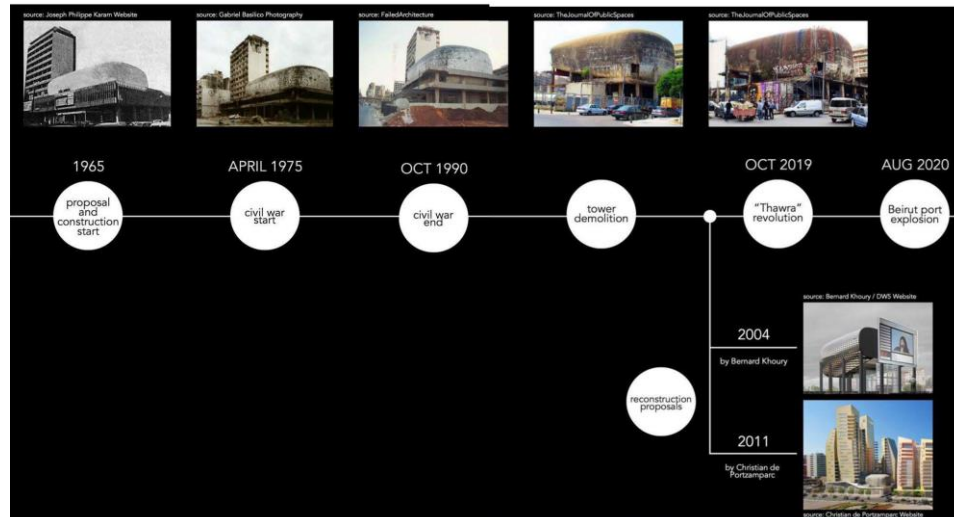 source: Joseph Philippe Karam Website
source: Gabriel Basilico Photography
source: FailedArchitecture
source: TheJournalOfPublicSpaces
source: TheJournalOfPublicSpaces
1965
APRIL 1975
OCT 1990
OCT 2019
AUG 2020
proposal
and
construction
start
civil war
start
civil war
end
tower
demolition
"Thawra"
revolution
Beirut port
explosion
source: Bernard Khoury / DW5 Website
2004
by Bernard Khoury
reconstruction
proposals
2011
by Christian de
Portzamparc
source: Christian de Portzamparc Website